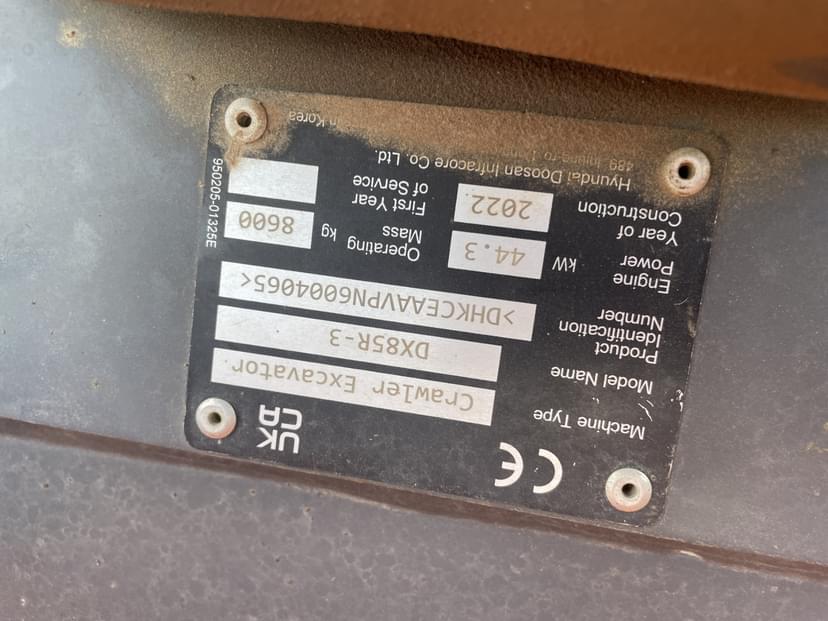 CE
UK
CA
Machine Type Crawler Excavator
Model Name DX85R-3
Product
Identification
Number >DHKCEAAVPN6004065<
Engine
Power 44.3 kW
Operating
Mass kg 8600
Year of
Construction 2022
First Year
of Service
Hyundai Doosan Infracore Co. Ltd.
489
Korea
950205-01325E